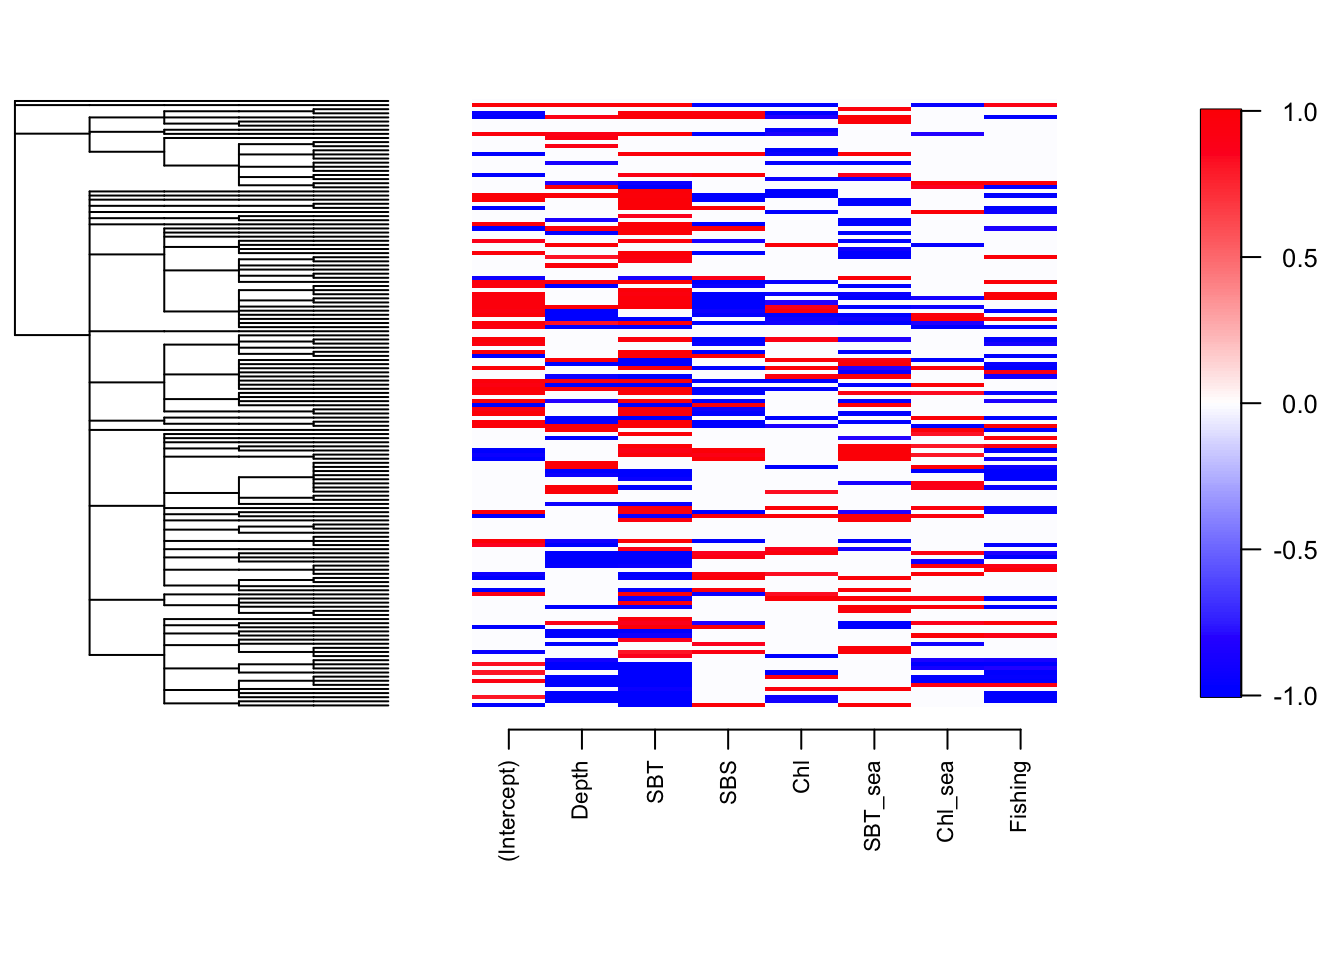 1.0
0.5
0.0
-0.5
-1.0
(Intercept)
Depth
SBT
SBS
Chl
SBT_sea
Chl_sea
Fishing